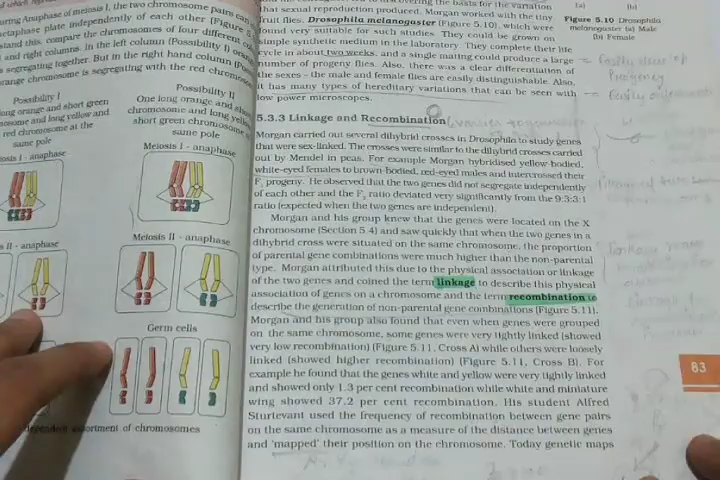 uring Anaphase of meiosis I, the two chromosome pairs can
metaphase plate independently of each other (Figure 5
stand this, compare the chromosomes of four different
and right columns. In the left column (Possibility I)
s segregating together. But in the right hand column
orange chromosome is segregating with the red
Possibility I
ong orange and short green
osome and long yellow and
red chromosome at the
same pole
osis I - anaphase
s II - anaphase
Possibility II
One long orange and short
chromosome and long yellow
short green chromosome
same pole
Meiosis I - anaphase
Meiosis II - anaphase
Germ cells
dependent assortment of chromosomes
the basis for the variation
that sexual reproduction produced. Morgan worked with the tiny
fruit flies, Drosophila melanogaster (Figure 5.10), which were
found very suitable for such studies. They could be grown on
simple synthetic medium in the laboratory. They complete their life
cycle in about two weeks, and a single mating could produce a large
number of progeny flies. Also, there was a clear differentiation of
the sexes – the male and female flies are easily distinguishable. Also,
it has many types of hereditary variations that can be seen with
low power microscopes.
(a) (b)
Figure 5.10 Drosophila
melanogaster (a) Male
(b) Female
5.3.3 Linkage and Recombination
Morgan carried out several dihybrid crosses in Drosophila to study genes
that were sex-linked. The crosses were similar to the dihybrid crosses carried
out by Mendel in peas. For example Morgan hybridised yellow-bodied,
white-eyed females to brown-bodied, red-eyed males and intercrossed their
F1 progeny. He observed that the two genes did not segregate independently
of each other and the F2 ratio deviated very significantly from the 9:3:3:1
ratio (expected when the two genes are independent).
Morgan and his group knew that the genes were located on the X
chromosome (Section 5.4) and saw quickly that when the two genes in a
dihybrid cross were situated on the same chromosome, the proportion
of parental gene combinations were much higher than the non-parental
type. Morgan attributed this due to the physical association or linkage
of the two genes and coined the term linkage to describe this physical
association of genes on a chromosome and the term recombination to
describe the generation of non-parental gene combinations (Figure 5.11).
Morgan and his group also found that even when genes were grouped
on the same chromosome, some genes were very tightly linked (showed
very low recombination) (Figure 5.11, Cross A) while others were loosely
linked (showed higher recombination) (Figure 5.11, Cross B). For
example he found that the genes white and yellow were very tightly linked
and showed only 1.3 per cent recombination while white and miniature
wing showed 37.2 per cent recombination. His student Alfred
Sturtevant used the frequency of recombination between gene pairs
on the same chromosome as a measure of the distance between genes
and 'mapped' their position on the chromosome. Today genetic maps
83